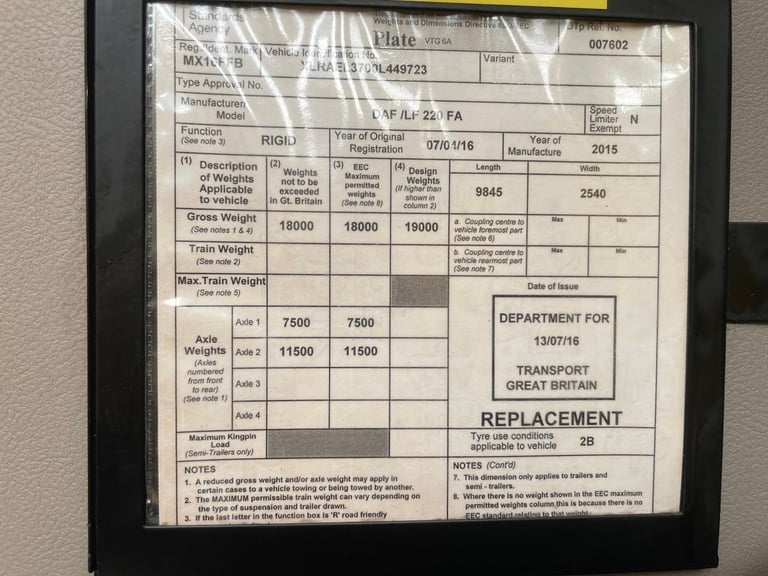 Standards
Agency
Weights and Dimensions
Plate VTG 6A
DTp Ref. No.
007602
Reg./Ident. Mark
Vehicle Identification No.
Variant
XLRAEL3700L449723
Type Approval No.
Manufacturer
Model
DAF /LF 220 FA
Speed
Limiter
Exempt
N
Function
(See note 3)
RIGID
Year of Original
Registration
07/04/16
Year of
Manufacture
2015
(1) Description
of Weights
Applicable
to vehicle
(2)
Weights
not to be
exceeded
in Gt. Britain
(3) EEC
Maximum
permitted
weights
(See note 8)
(4) Design
Weights
(If higher than
shown in
column 2)
Length
9845
Width
2540
Gross Weight
(See notes 1 & 4)
18000
18000
19000
a. Coupling centre to
vehicle foremost part
(See note 6)
Max
Min
Train Weight
(See note 2)
b. Coupling centre to
vehicle rearmost part
(See note 7)
Max
Min
Max.Train Weight
(See note 5)
Axle
Weights
(Axles
numbered
from front
to rear)
(See note 1)
Axle 1
7500
7500
Axle 2
11500
11500
Axle 3
Axle 4
Maximum Kingpin
Load
(Semi-Trailers only)
Date of Issue
DEPARTMENT FOR
13/07/16
TRANSPORT
GREAT BRITAIN
REPLACEMENT
Tyre use conditions
applicable to vehicle
2B
NOTES
1. A reduced gross weight and/or axle weight may apply in
certain cases to a vehicle towing or being towed by another.
2. The MAXIMUM permissible train weight can vary depending on
the type of suspension and trailer drawn.
3. If the last letter in the function box is 'R' road friendly
NOTES (Cont'd)
7. This dimension only applies to trailers and
semi - trailers.
8. Where there is no weight shown in the EEC maximum
permitted weights column this is because there is no
EEC standard relating to that weight.